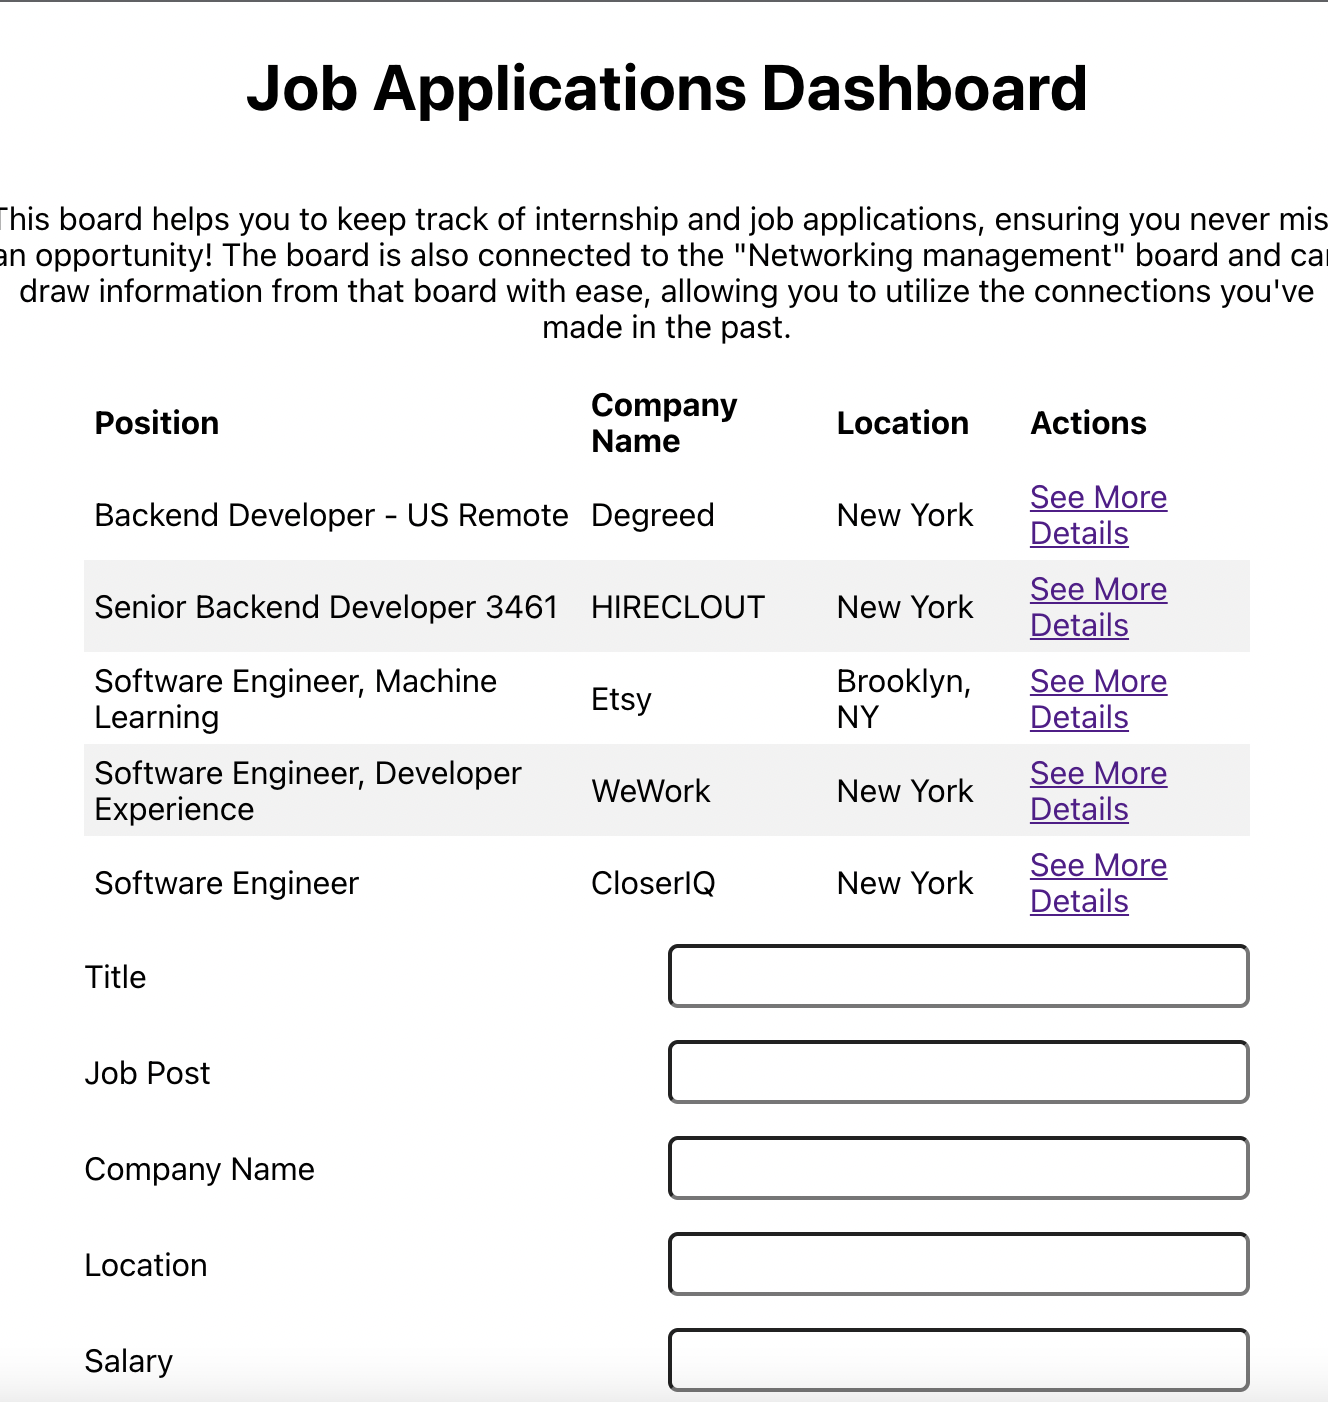 Job Applications Dashboard
This board helps you to keep track of internship and job applications, ensuring you never mis
an opportunity! The board is also connected to the "Networking management" board and ca
draw information from that board with ease, allowing you to utilize the connections you've
made in the past.
Position Company Name Location Actions
Backend Developer - US Remote Degreed New York See More Details
Senior Backend Developer 3461 HIRECLOUT New York See More Details
Software Engineer, Machine Learning Etsy Brooklyn, NY See More Details
Software Engineer, Developer Experience WeWork New York See More Details
Software Engineer CloserIQ New York See More Details
Title
Job Post
Company Name
Location
Salary